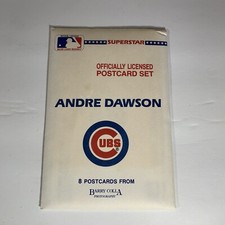 SUPERSTAR
OFFICIALLY LICENSED
POSTCARD SET
ANDRE DAWSON
CUBS
8 POSTCARDS FROM
BARRY COLLA
PHOTOGRAPHY